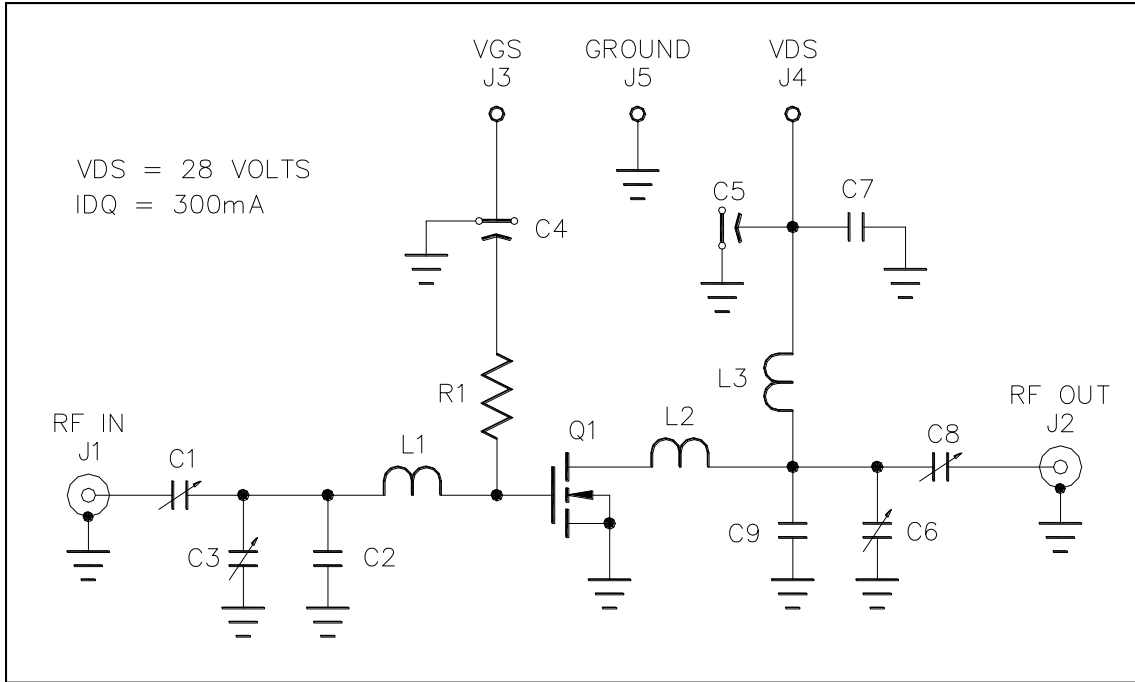 VGS
J3
GROUND
J5
VDS
J4
VDS = 28 VOLTS
IDQ = 300mA
C4
C5
C7
R1
L3
RF IN
J1
C1
L1
Q1
L2
C8
RF OUT
J2
C3
C2
C9
C6